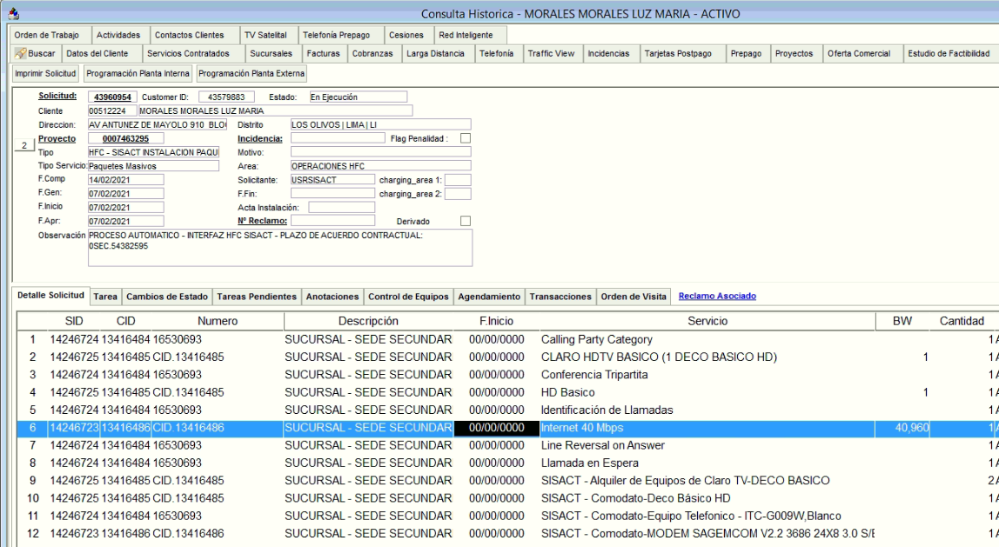 Consulta Historica - MORALES MORALES LUZ MARIA - ACTIVO
Orden de Trabajo Actividades Contactos Clientes TV Satelital Telefonía Prepago Cesiones Red Inteligente
Buscar Datos del Cliente Servicios Contratados Sucursales Facturas Cobranzas Larga Distancia Telefonía Traffic View Incidencias Tarjetas Postpago Prepago Proyectos Oferta Comercial Estudio de Factibilidad
Imprimir Solicitud Programación Planta Interna Programación Planta Externa
Solicitud: 43960954 Customer ID: 43579883 Estado: En Ejecución
Cliente 00512224 MORALES MORALES LUZ MARIA
Direccion: AV ANTUNEZ DE MAYOLO 910 BLO Distrito LOS OLIVOS | LIMA | LI
2 Proyecto 0007463295 Incidencia: Flag Penalidad :
Tipo HFC - SISACT INSTALACION PAQU Motivo:
Tipo Servicio: Paquetes Masivos Area: OPERACIONES HFC
F.Comp 14/02/2021 Solicitante: USRSISACT charging_area 1:
F.Gen: 07/02/2021 F.Fin: charging_area 2:
F.Inicio 07/02/2021 Acta Instalación:
F.Apr: 07/02/2021 Nº Reclamo: Derivado
Observación PROCESO AUTOMATICO - INTERFAZ HFC SISACT - PLAZO DE ACUERDO CONTRACTUAL:
0SEC.54382595
Detalle Solicitud Tarea Cambios de Estado Tareas Pendientes Anotaciones Control de Equipos Agendamiento Transacciones Orden de Visita Reclamo Asociado
SID CID Numero Descripción F.Inicio Servicio BW Cantidad
1 14246724 13416484 16530693 SUCURSAL - SEDE SECUNDAR 00/00/0000 Calling Party Category 1 A
2 14246725 13416485 CID.13416485 SUCURSAL - SEDE SECUNDAR 00/00/0000 CLARO HDTV BASICO (1 DECO BASICO HD) 1 1 A
3 14246724 13416484 16530693 SUCURSAL - SEDE SECUNDAR 00/00/0000 Conferencia Tripartita 1 A
4 14246725 13416485 CID.13416485 SUCURSAL - SEDE SECUNDAR 00/00/0000 HD Basico 1 1 A
5 14246724 13416484 16530693 SUCURSAL - SEDE SECUNDAR 00/00/0000 Identificación de Llamadas 1 A
6 14246723 13416486 CID.13416486 SUCURSAL - SEDE SECUNDAR 00/00/0000 Internet 40 Mbps 40,960 1 A
7 14246724 13416484 16530693 SUCURSAL - SEDE SECUNDAR 00/00/0000 Line Reversal on Answer 1 A
8 14246724 13416484 16530693 SUCURSAL - SEDE SECUNDAR 00/00/0000 Llamada en Espera 1 A
9 14246725 13416485 CID.13416485 SUCURSAL - SEDE SECUNDAR 00/00/0000 SISACT - Alquiler de Equipos de Claro TV-DECO BASICO 2 A
10 14246725 13416485 CID.13416485 SUCURSAL - SEDE SECUNDAR 00/00/0000 SISACT - Comodato-Deco Básico HD 1 A
11 14246724 13416484 16530693 SUCURSAL - SEDE SECUNDAR 00/00/0000 SISACT - Comodato-Equipo Telefonico - ITC-G009W,Blanco 1 A
12 14246723 13416486 CID.13416486 SUCURSAL - SEDE SECUNDAR 00/00/0000 SISACT - Comodato-MODEM SAGEMCOM V2.2 3686 24X8 3.0 S/E 1 A